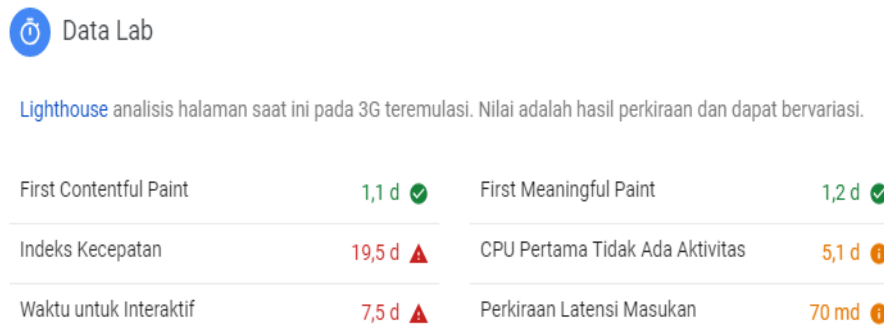 Data Lab
Lighthouse analisis halaman saat ini pada 3G teremulasi. Nilai adalah hasil perkiraan dan dapat bervariasi.
First Contentful Paint 1,1 d
First Meaningful Paint 1,2 d
Indeks Kecepatan 19,5 d
CPU Pertama Tidak Ada Aktivitas 5,1 d
Waktu untuk Interaktif 7,5 d
Perkiraan Latensi Masukan 70 md